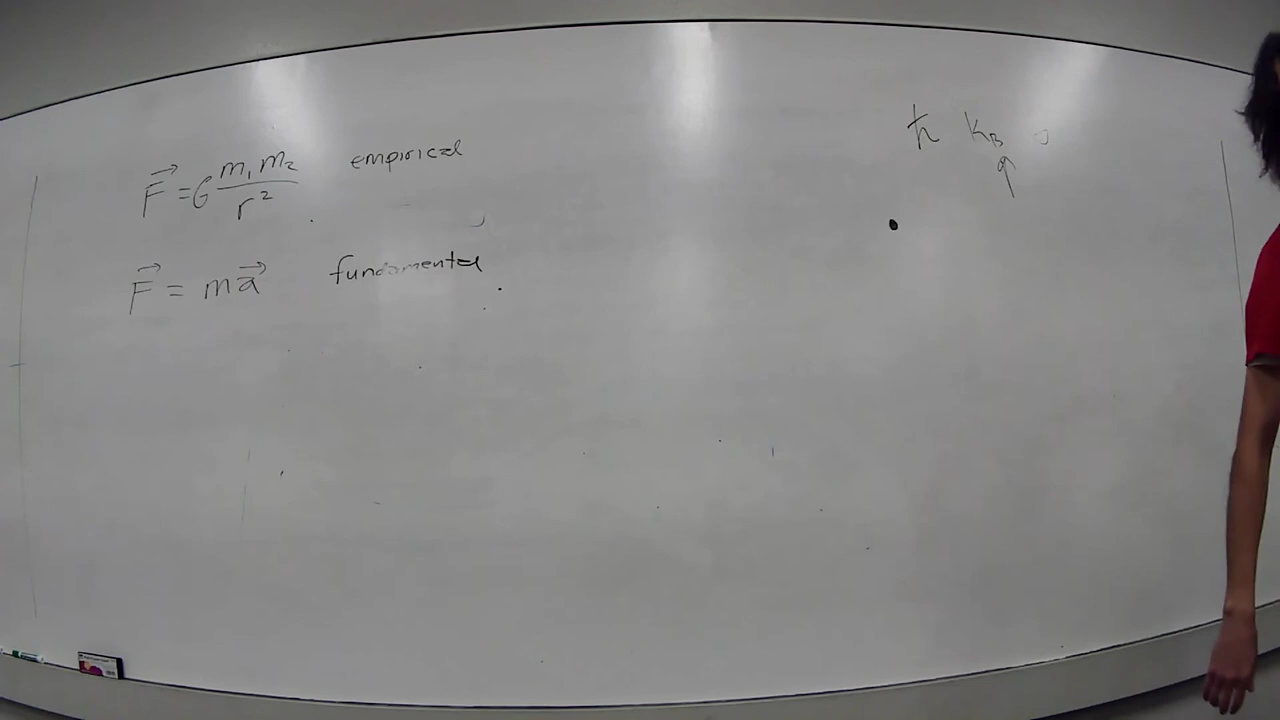 F⃗ = G m₁m₂ / r² empirical
F⃗ = ma⃗ fundamental
ħ k_B
q